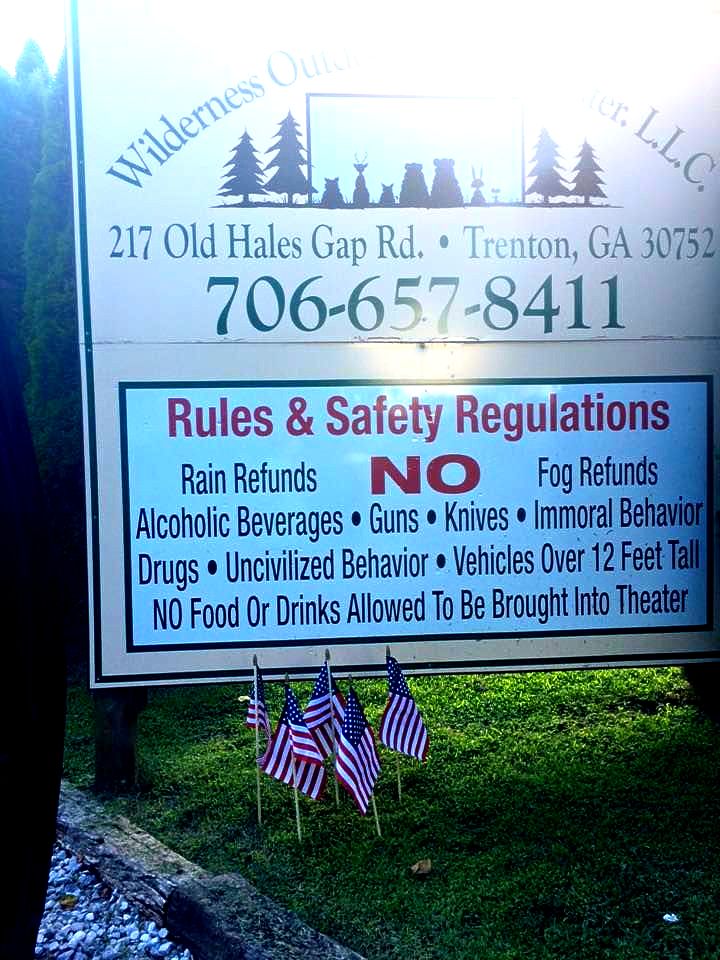 Wilderness
L.L.C.
217 Old Hales Gap Rd. • Trenton, GA 30752
706-657-8411
Rules & Safety Regulations
Rain Refunds NO Fog Refunds
Alcoholic Beverages • Guns • Knives • Immoral Behavior
Drugs • Uncivilized Behavior • Vehicles Over 12 Feet Tall
NO Food Or Drinks Allowed To Be Brought Into Theater